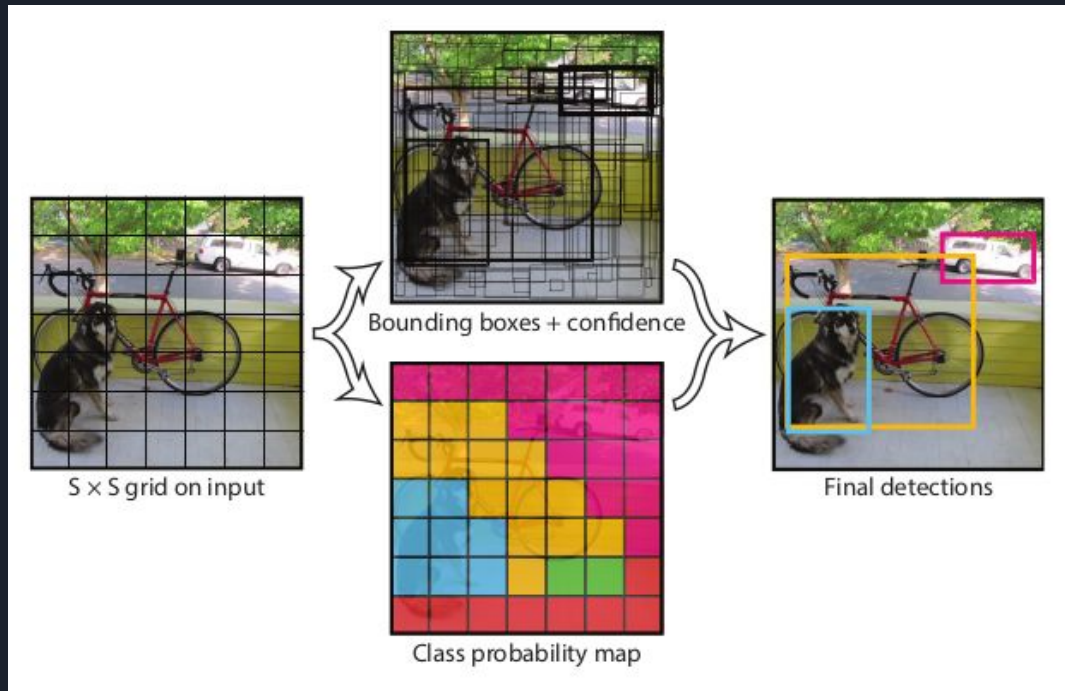 Bounding boxes + confidence
S × S grid on input
Final detections
Class probability map